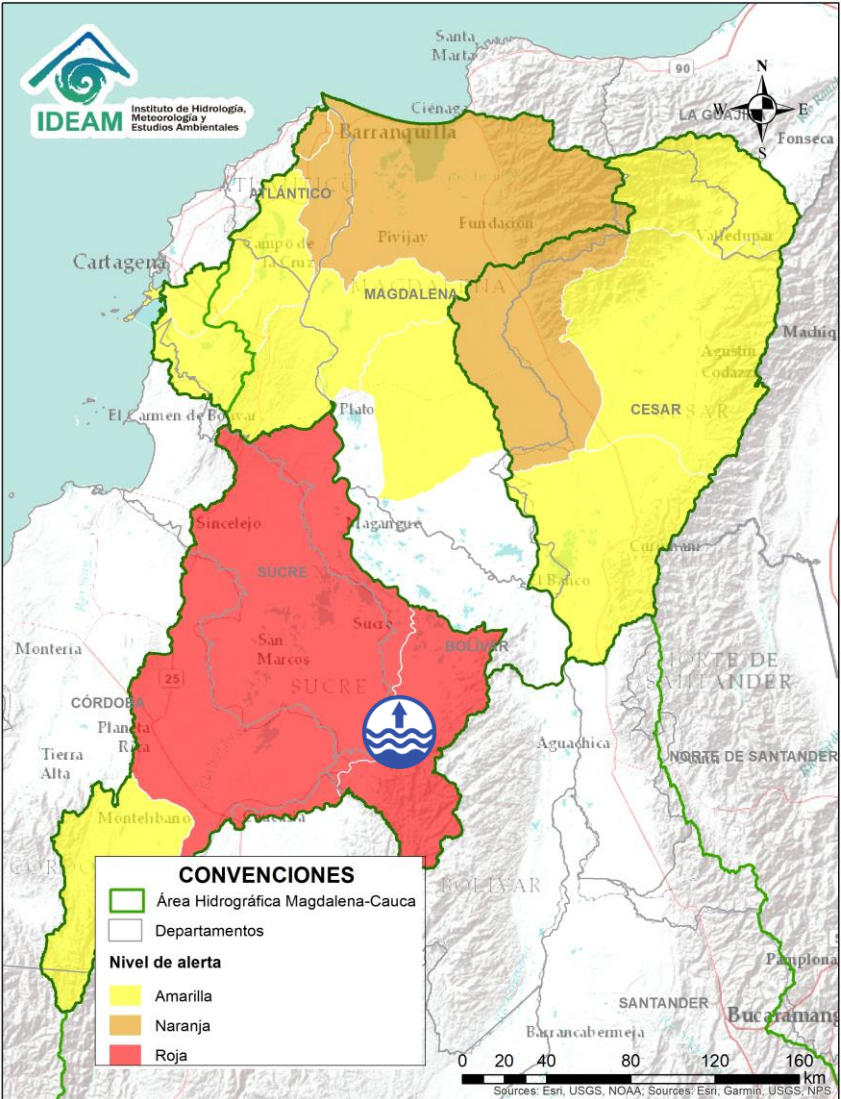 IDEAM
Instituto de Hidrología,
Meteorología y
Estudios Ambientales
Santa
Marta
90
N
W
E
S
Ciénaga
Barranquilla
Fonseca
ATLÁNTICO
Fundación
Pivijay
Valledupar
Campo de
la Cruz
Cartagena
MAGDALENA
Agustín
Codazzi
Machiq
CESAR
El Carmen de Bolívar
Plato
Sincelejo
Magangue
SUCRE
El Banco
Sucre
Montería
San
Marcos
BOLÍVAR
SUCRE
NORTE DE
SANTANDER
25
CÓRDOBA
Planeta
Rica
Tierra
Alta
Aguachica
NORTE DE SANTANDER
Montelíbano
BOLÍVAR
CONVENCIONES
Área Hidrográfica Magdalena-Cauca
Departamentos
Nivel de alerta
Amarilla
Naranja
Roja
Pamplona
SANTANDER
Bucaramang
Barrancabermeja
0 20 40 80 120 160
km
Sources: Esri, USGS, NOAA; Sources: Esri, Garmin, USGS, NPS